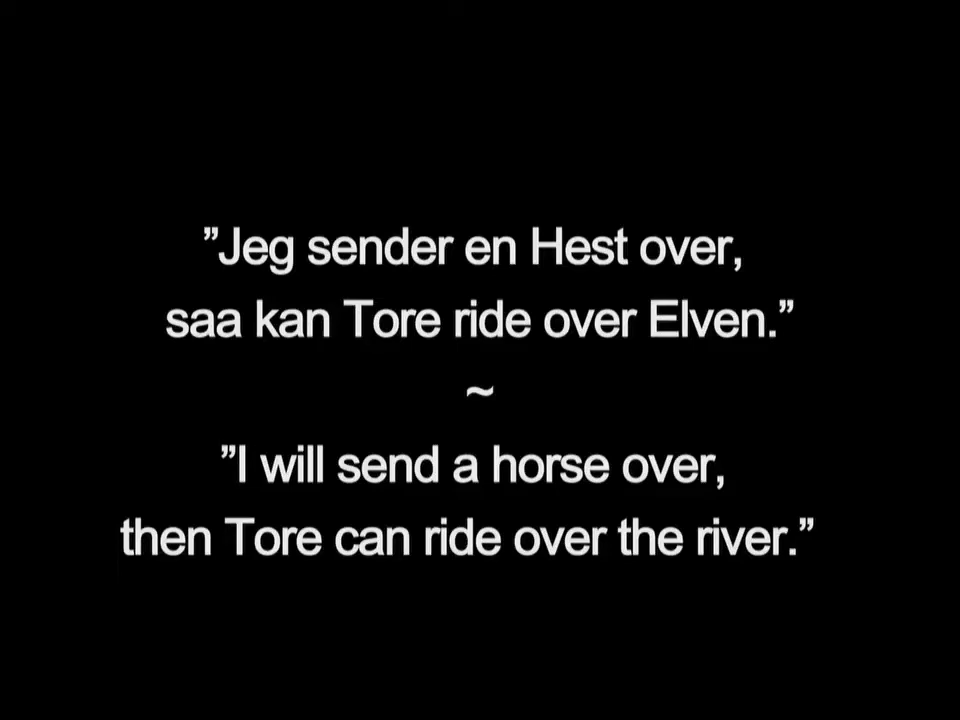 ”Jeg sender en Hest over,
saa kan Tore ride over Elven.”
~
”I will send a horse over,
then Tore can ride over the river.”